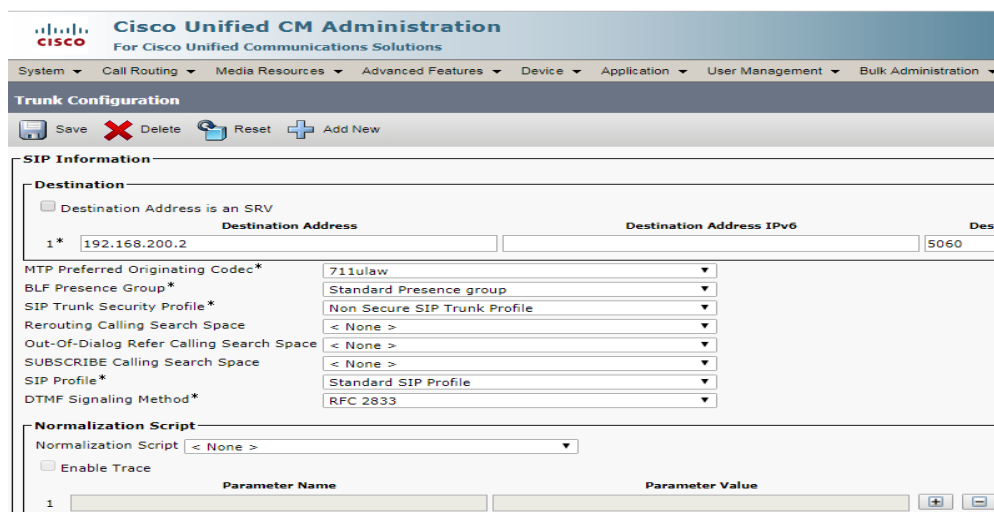 Cisco Unified CM Administration
CISCO
For Cisco Unified Communications Solutions
System Call Routing Media Resources Advanced Features Device Application User Management Bulk Administration
Trunk Configuration
Save Delete Reset Add New
SIP Information
Destination
Destination Address is an SRV
Destination Address Destination Address IPv6 Des
1* 192.168.200.2 5060
MTP Preferred Originating Codec* 711ulaw
BLF Presence Group* Standard Presence group
SIP Trunk Security Profile* Non Secure SIP Trunk Profile
Rerouting Calling Search Space < None >
Out-Of-Dialog Refer Calling Search Space < None >
SUBSCRIBE Calling Search Space < None >
SIP Profile* Standard SIP Profile
DTMF Signaling Method* RFC 2833
Normalization Script
Normalization Script < None >
Enable Trace
Parameter Name Parameter Value
1